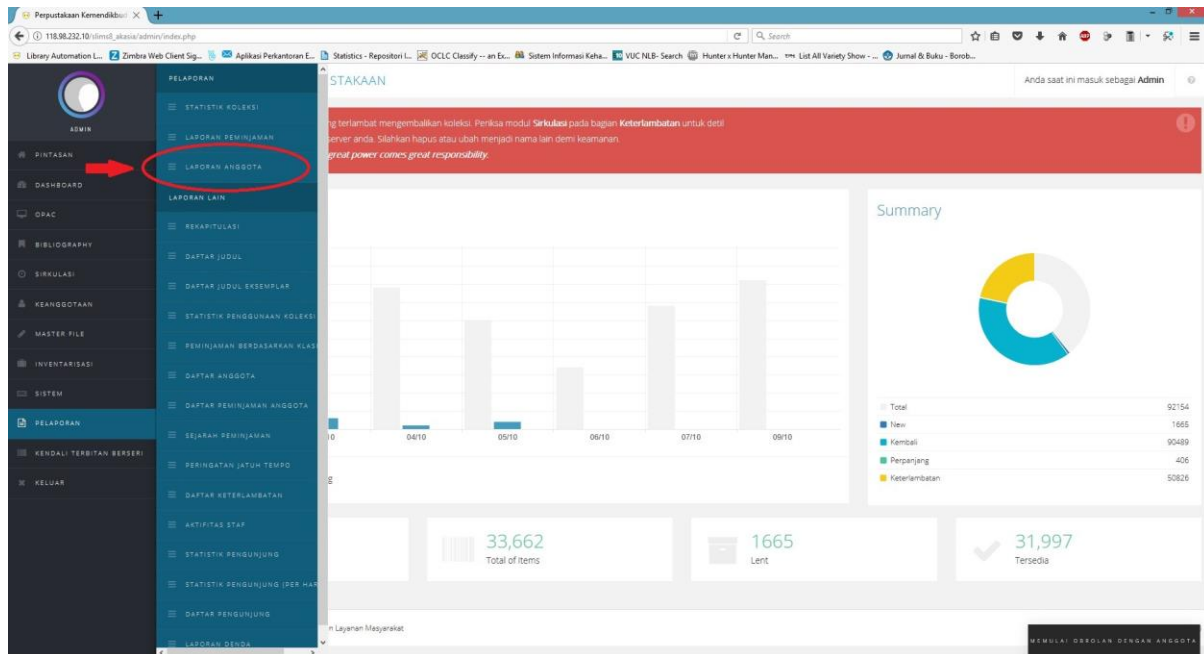 Perpustakaan Kemendikbud
118.98.232.10/slims8_akasia/admin/index.php
Search
Library Automation L...
Zimbra Web Client Sig...
Aplikasi Perkantoran E...
Statistics - Repositori I...
OCLC Classify -- an Ex...
Sistem Informasi Keha...
VUC NLB- Search
Hunter x Hunter Man...
List All Variety Show - ...
Jurnal & Buku - Borob...
ADMIN
PINTASAN
DASHBOARD
OPAC
BIBLIOGRAPHY
SIRKULASI
KEANGGOTAAN
MASTER FILE
INVENTARISASI
SISTEM
PELAPORAN
KENDALI TERBITAN BERSERI
KELUAR
PELAPORAN
STATISTIK KOLEKSI
LAPORAN PEMINJAMAN
LAPORAN ANGGOTA
LAPORAN LAIN
REKAPITULASI
DAFTAR JUDUL
DAFTAR JUDUL EKSEMPLAR
STATISTIK PENGGUNAAN KOLEKSI
PEMINJAMAN BERDASARKAN KLASI
DAFTAR ANGGOTA
DAFTAR PEMINJAMAN ANGGOTA
SEJARAH PEMINJAMAN
PERINGATAN JATUH TEMPO
DAFTAR KETERLAMBATAN
AKTIFITAS STAF
STATISTIK PENGUNJUNG
STATISTIK PENGUNJUNG (PER HAR
DAFTAR PENGUNJUNG
LAPORAN DENDA
STAKAAN
Anda saat ini masuk sebagai Admin
ng terlambat mengembalikan koleksi. Periksa modul Sirkulasi pada bagian Keterlambatan untuk detil
server anda. Silahkan hapus atau ubah menjadi nama lain demi keamanan.
great power comes great responsibility.
04/10
05/10
06/10
07/10
09/10
Summary
Total 92154
New 1665
Kembali 90489
Perpanjang 406
Keterlambatan 50826
33,662
Total of Items
1665
Lent
31,997
Tersedia
n Layanan Masyarakat
MEMULAI OBROLAN DENGAN ANGGOTA